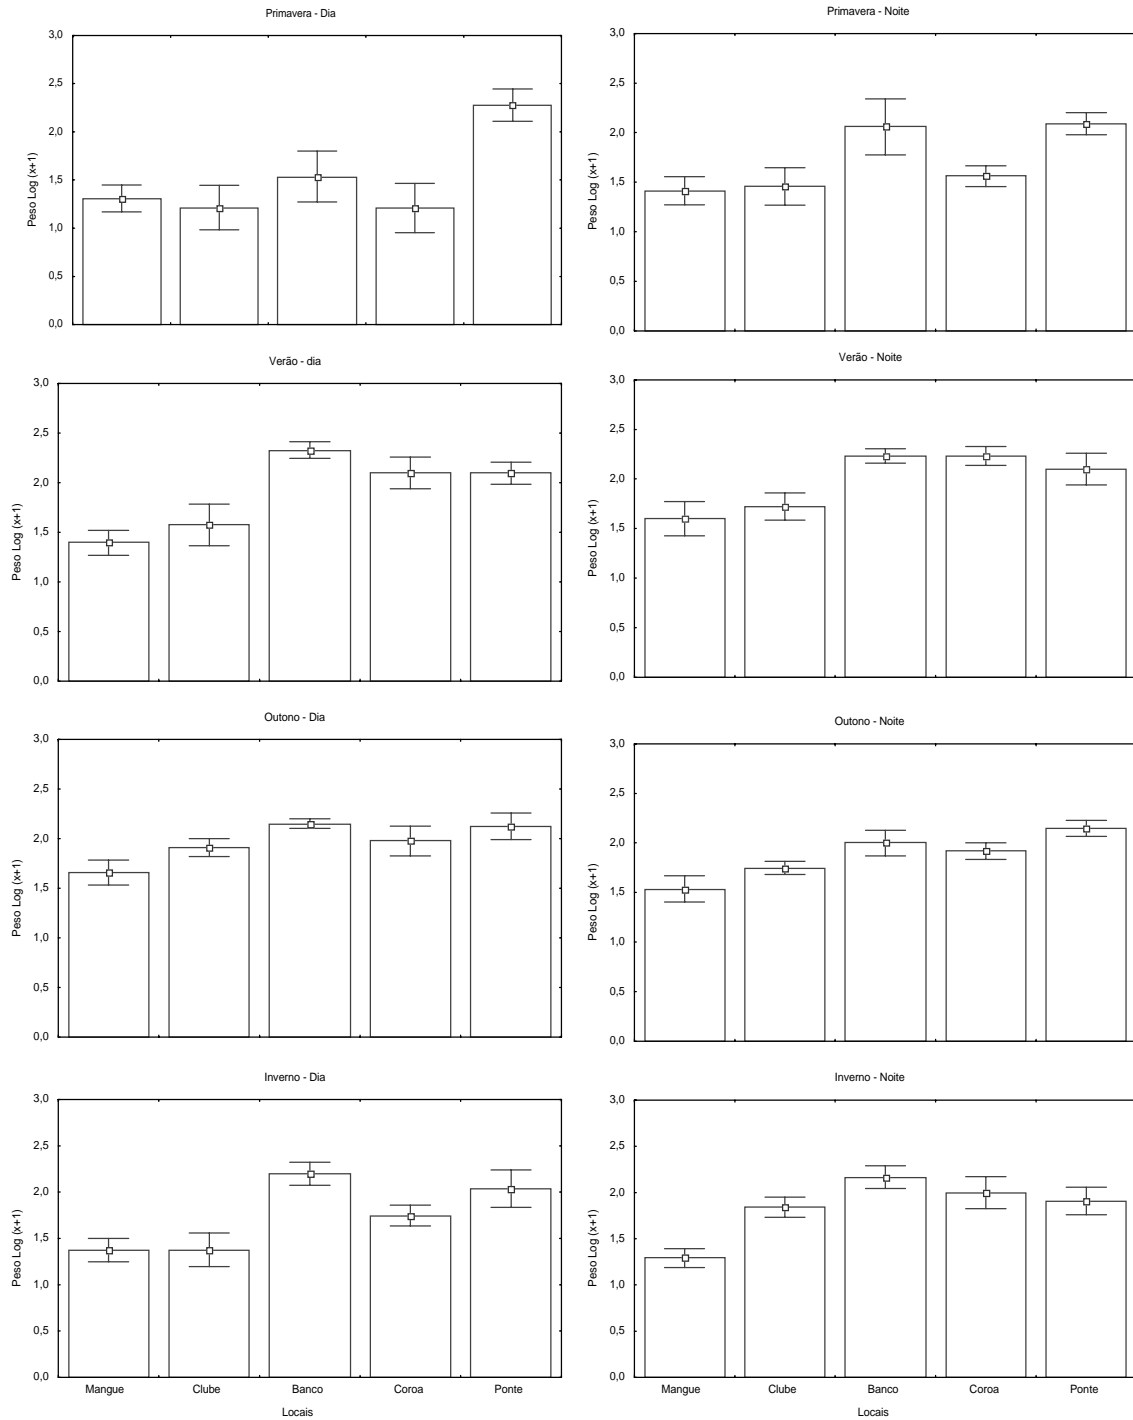 Primavera - Dia
Peso Log (x+1)
3,0
2,5
2,0
1,5
1,0
0,5
0,0
Primavera - Noite
Peso Log (x+1)
3,0
2,5
2,0
1,5
1,0
0,5
0,0
Verão - dia
Peso Log (x+1)
3,0
2,5
2,0
1,5
1,0
0,5
0,0
Verão - Noite
Peso Log (x+1)
3,0
2,5
2,0
1,5
1,0
0,5
0,0
Outono - Dia
Peso Log (x+1)
3,0
2,5
2,0
1,5
1,0
0,5
0,0
Outono - Noite
Peso Log (x+1)
3,0
2,5
2,0
1,5
1,0
0,5
0,0
Inverno - Dia
Peso Log (x+1)
3,0
2,5
2,0
1,5
1,0
0,5
0,0
Mangue Clube Banco Coroa Ponte
Locais
Inverno - Noite
Peso Log (x+1)
3,0
2,5
2,0
1,5
1,0
0,5
0,0
Mangue Clube Banco Coroa Ponte
Locais